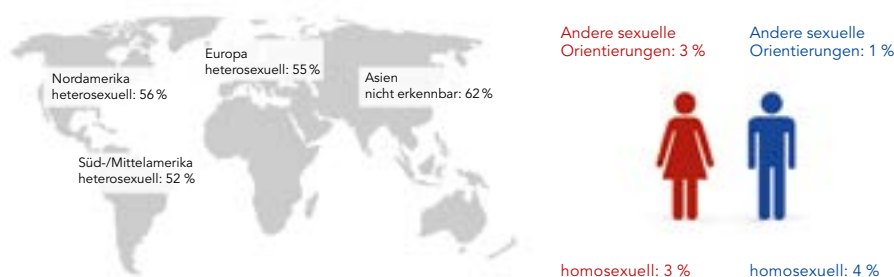 Nordamerika
heterosexuell: 56 %
Europa
heterosexuell: 55 %
Asien
nicht erkennbar: 62 %
Süd-/Mittelamerika
heterosexuell: 52 %
Andere sexuelle
Orientierungen: 3 %
Andere sexuelle
Orientierungen: 1 %
homosexuell: 3 %
homosexuell: 4 %